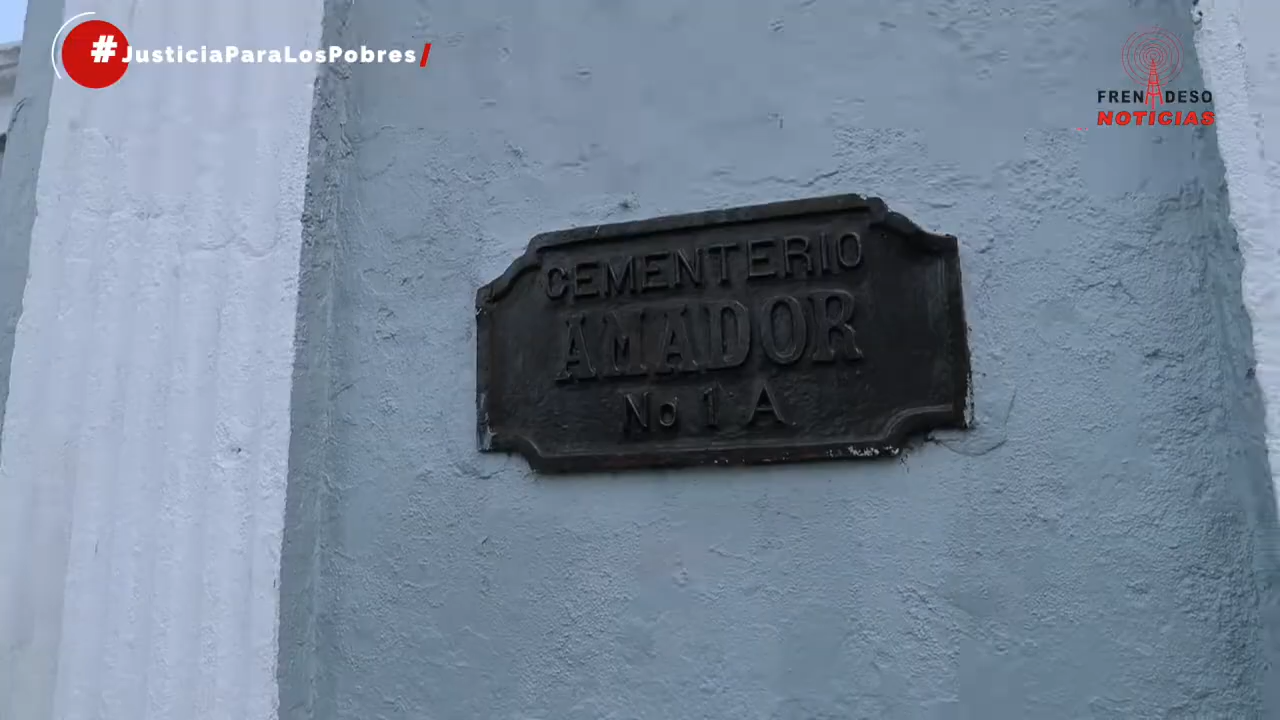 #JusticiaParaLosPobres/
FRENADESO
NOTICIAS
CEMENTERIO
AMADOR
No 1 A